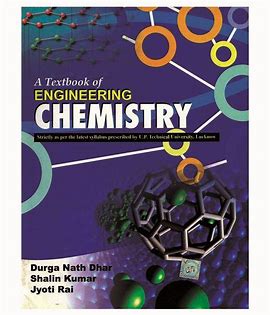 A Textbook of
ENGINEERING
CHEMISTRY
Strictly as per the latest syllabus prescribed by U.P. Technical University, Lucknow
Durga Nath Dhar
Shalin Kumar
Jyoti Rai